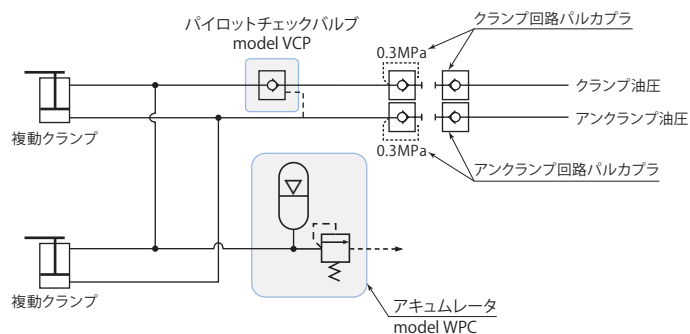 パイロットチェックバルブ
model VCP
クランプ回路パルカプラ
0.3MPa
クランプ油圧
アンクランプ油圧
複動クランプ
0.3MPa
アンクランプ回路パルカプラ
複動クランプ
アキュムレータ
model WPC